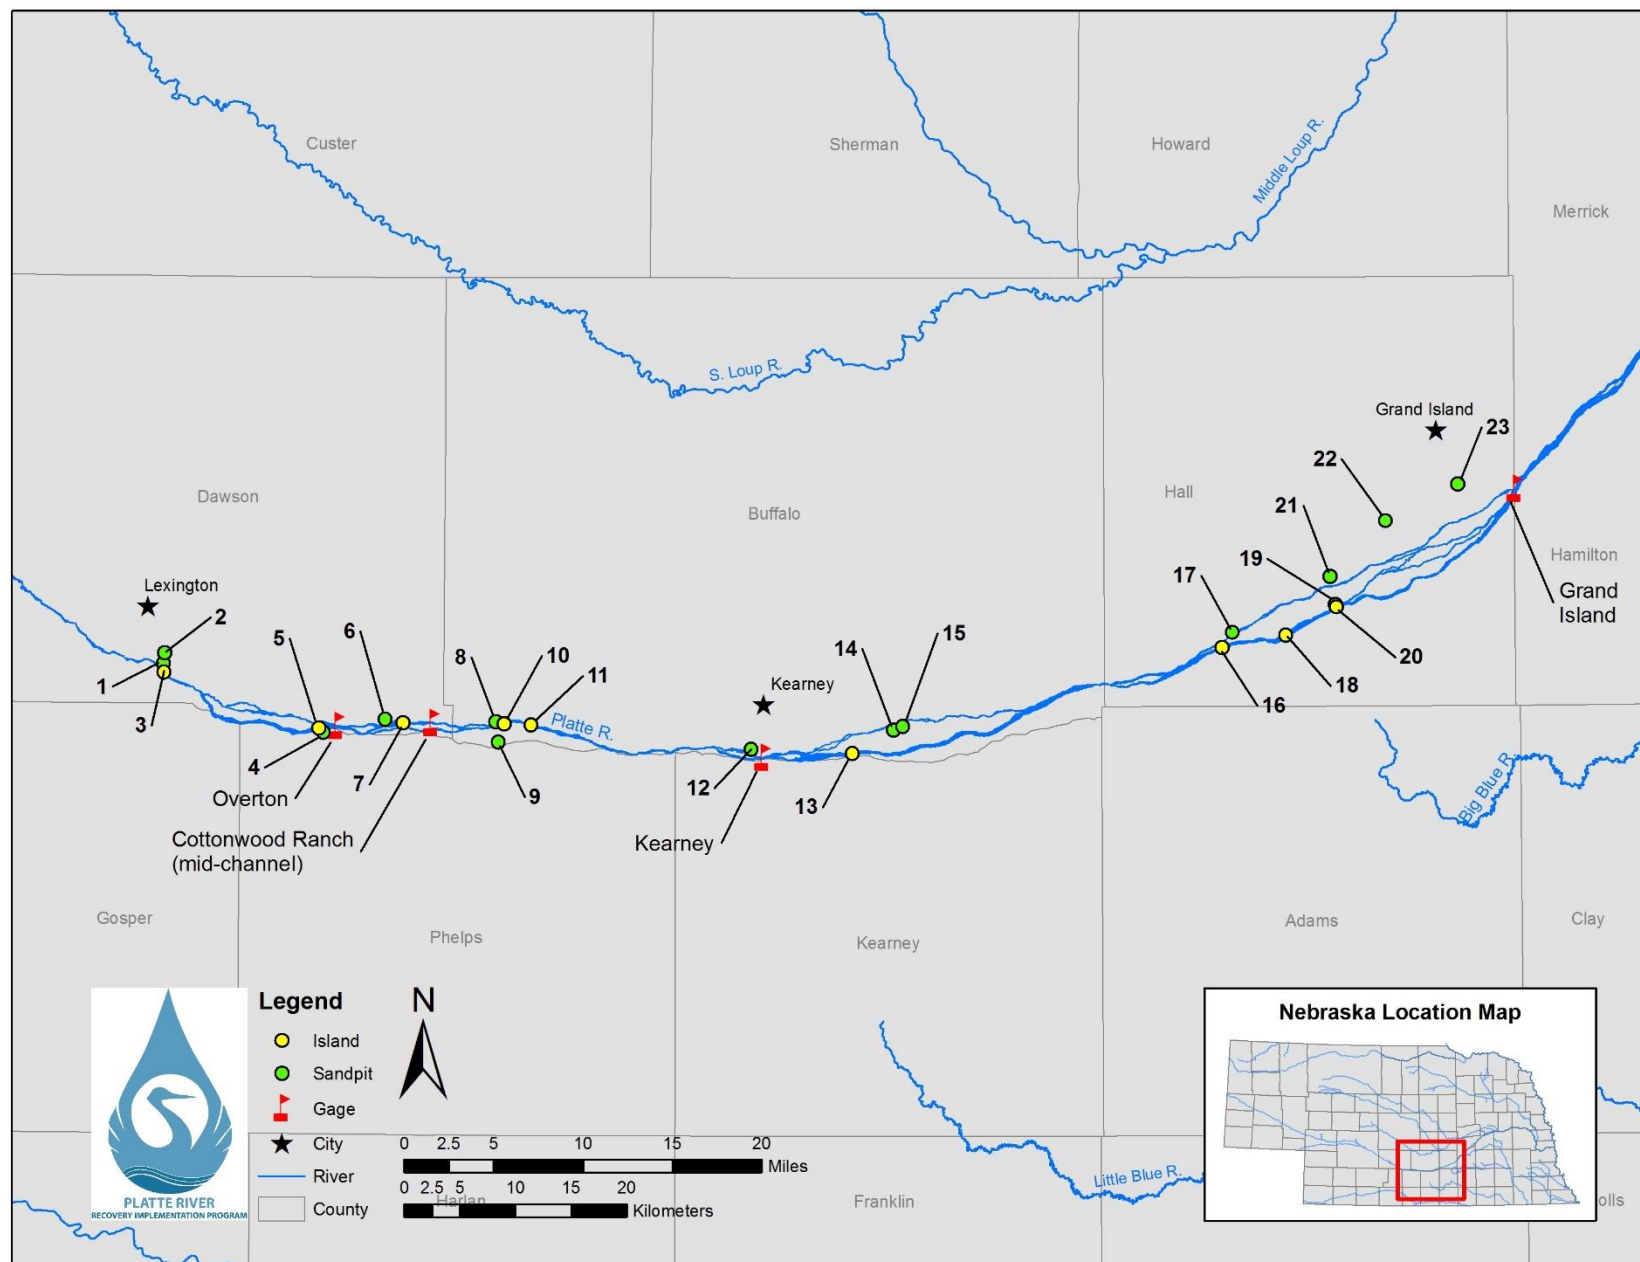 Custer
Sherman
Howard
Middle Loup R.
Merrick
S. Loup R.
Grand Island
23
22
Dawson
Hall
Buffalo
21
Hamilton
19
Lexington
17
Grand
Island
2
5
6
8
10
11
14
15
Kearney
20
18
16
1
3
Platte R.
4
7
9
12
13
Overton
Cottonwood Ranch
(mid-channel)
Kearney
Big Blue R.
Gosper
Phelps
Kearney
Adams
Clay
Legend
N
Island
Sandpit
Gage
City
River
County
0 2.5 5 10 15 20
Miles
0 2.5 5 10 15 20
Kilometers
Harlan
Franklin
Little Blue R.
Nebraska Location Map
olls
PLATTE RIVER
RECOVERY IMPLEMENTATION PROGRAM